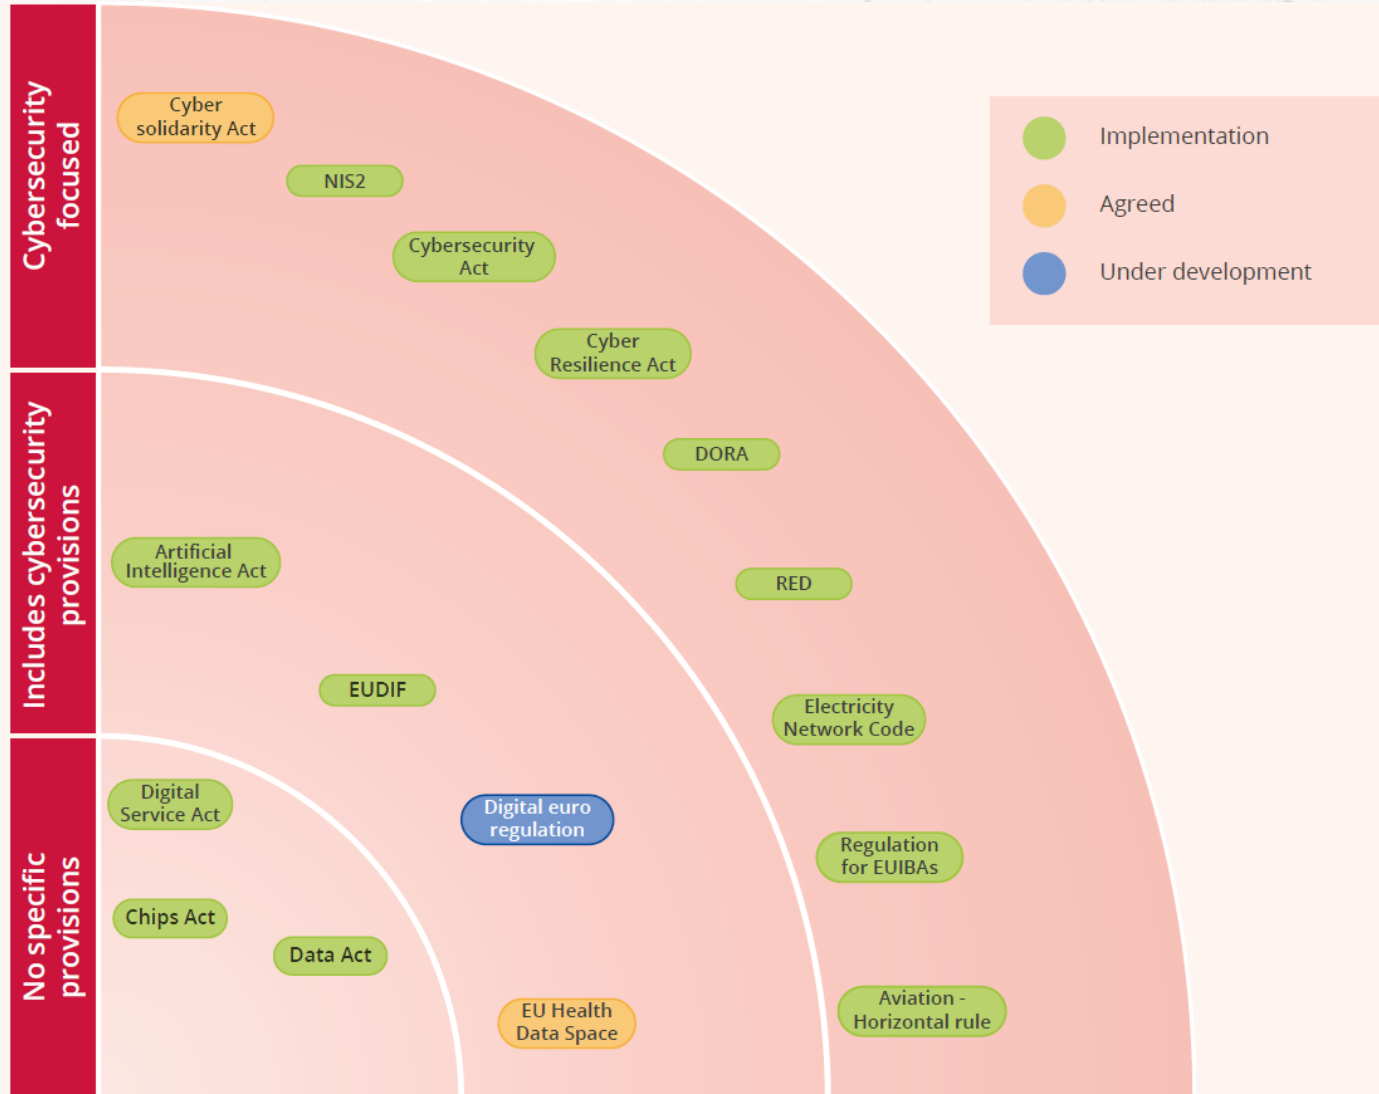 Cybersecurity
focused
Cyber
solidarity Act
NIS2
Cybersecurity
Act
Cyber
Resilience Act
DORA
RED
Electricity
Network Code
Regulation
for EUIBAs
Aviation -
Horizontal rule
Includes cybersecurity
provisions
Artificial
Intelligence Act
EUDIF
Digital euro
regulation
EU Health
Data Space
No specific
provisions
Digital
Service Act
Chips Act
Data Act
Implementation
Agreed
Under development